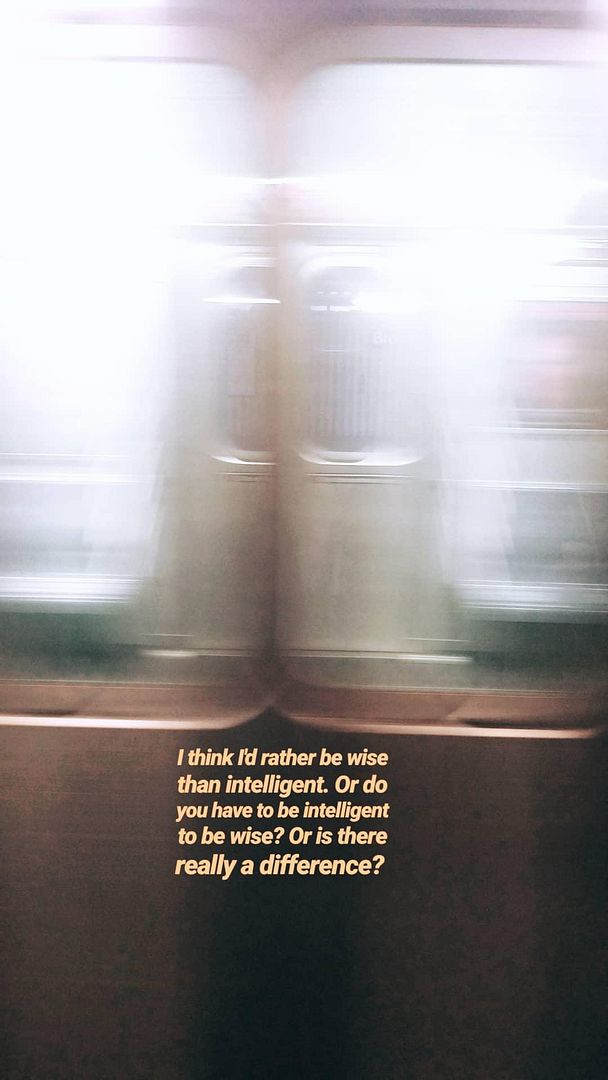 I think I'd rather be wise
than intelligent. Or do
you have to be intelligent
to be wise? Or is there
really a difference?